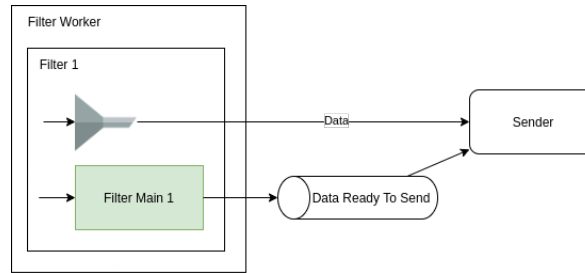 Filter Worker
Filter 1
Data
Sender
Filter Main 1
Data Ready To Send